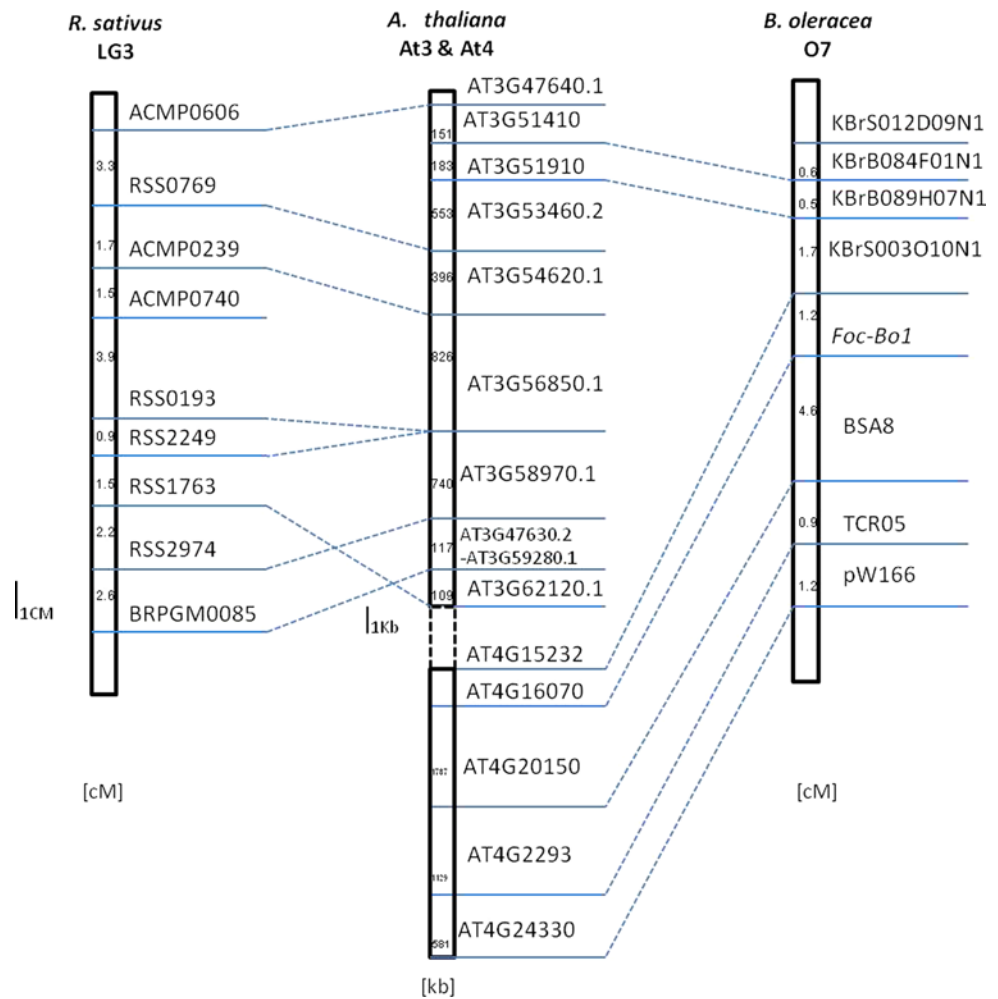 R. sativus
LG3
ACMP0606
3.3
RSS0769
1.7
ACMP0239
1.5
ACMP0740
3.9
RSS0193
0.9
RSS2249
1.5
RSS1763
2.2
RSS2974
2.6
BRPGM0085
1CM
[cM]
A. thaliana
At3 & At4
AT3G47640.1
151
AT3G51410
183
AT3G51910
553
AT3G53460.2
396
AT3G54620.1
826
AT3G56850.1
740
AT3G58970.1
117
AT3G47630.2
-AT3G59280.1
109
AT3G62120.1
1Kb
AT4G15232
AT4G16070
AT4G20150
AT4G2293
1129
AT4G24330
581
[kb]
B. oleracea
O7
KBrS012D09N1
0.6
KBrB084F01N1
0.5
KBrB089H07N1
1.7
KBrS003O10N1
1.2
Foc-Bo1
4.6
BSA8
0.9
TCR05
1.2
pW166
[cM]